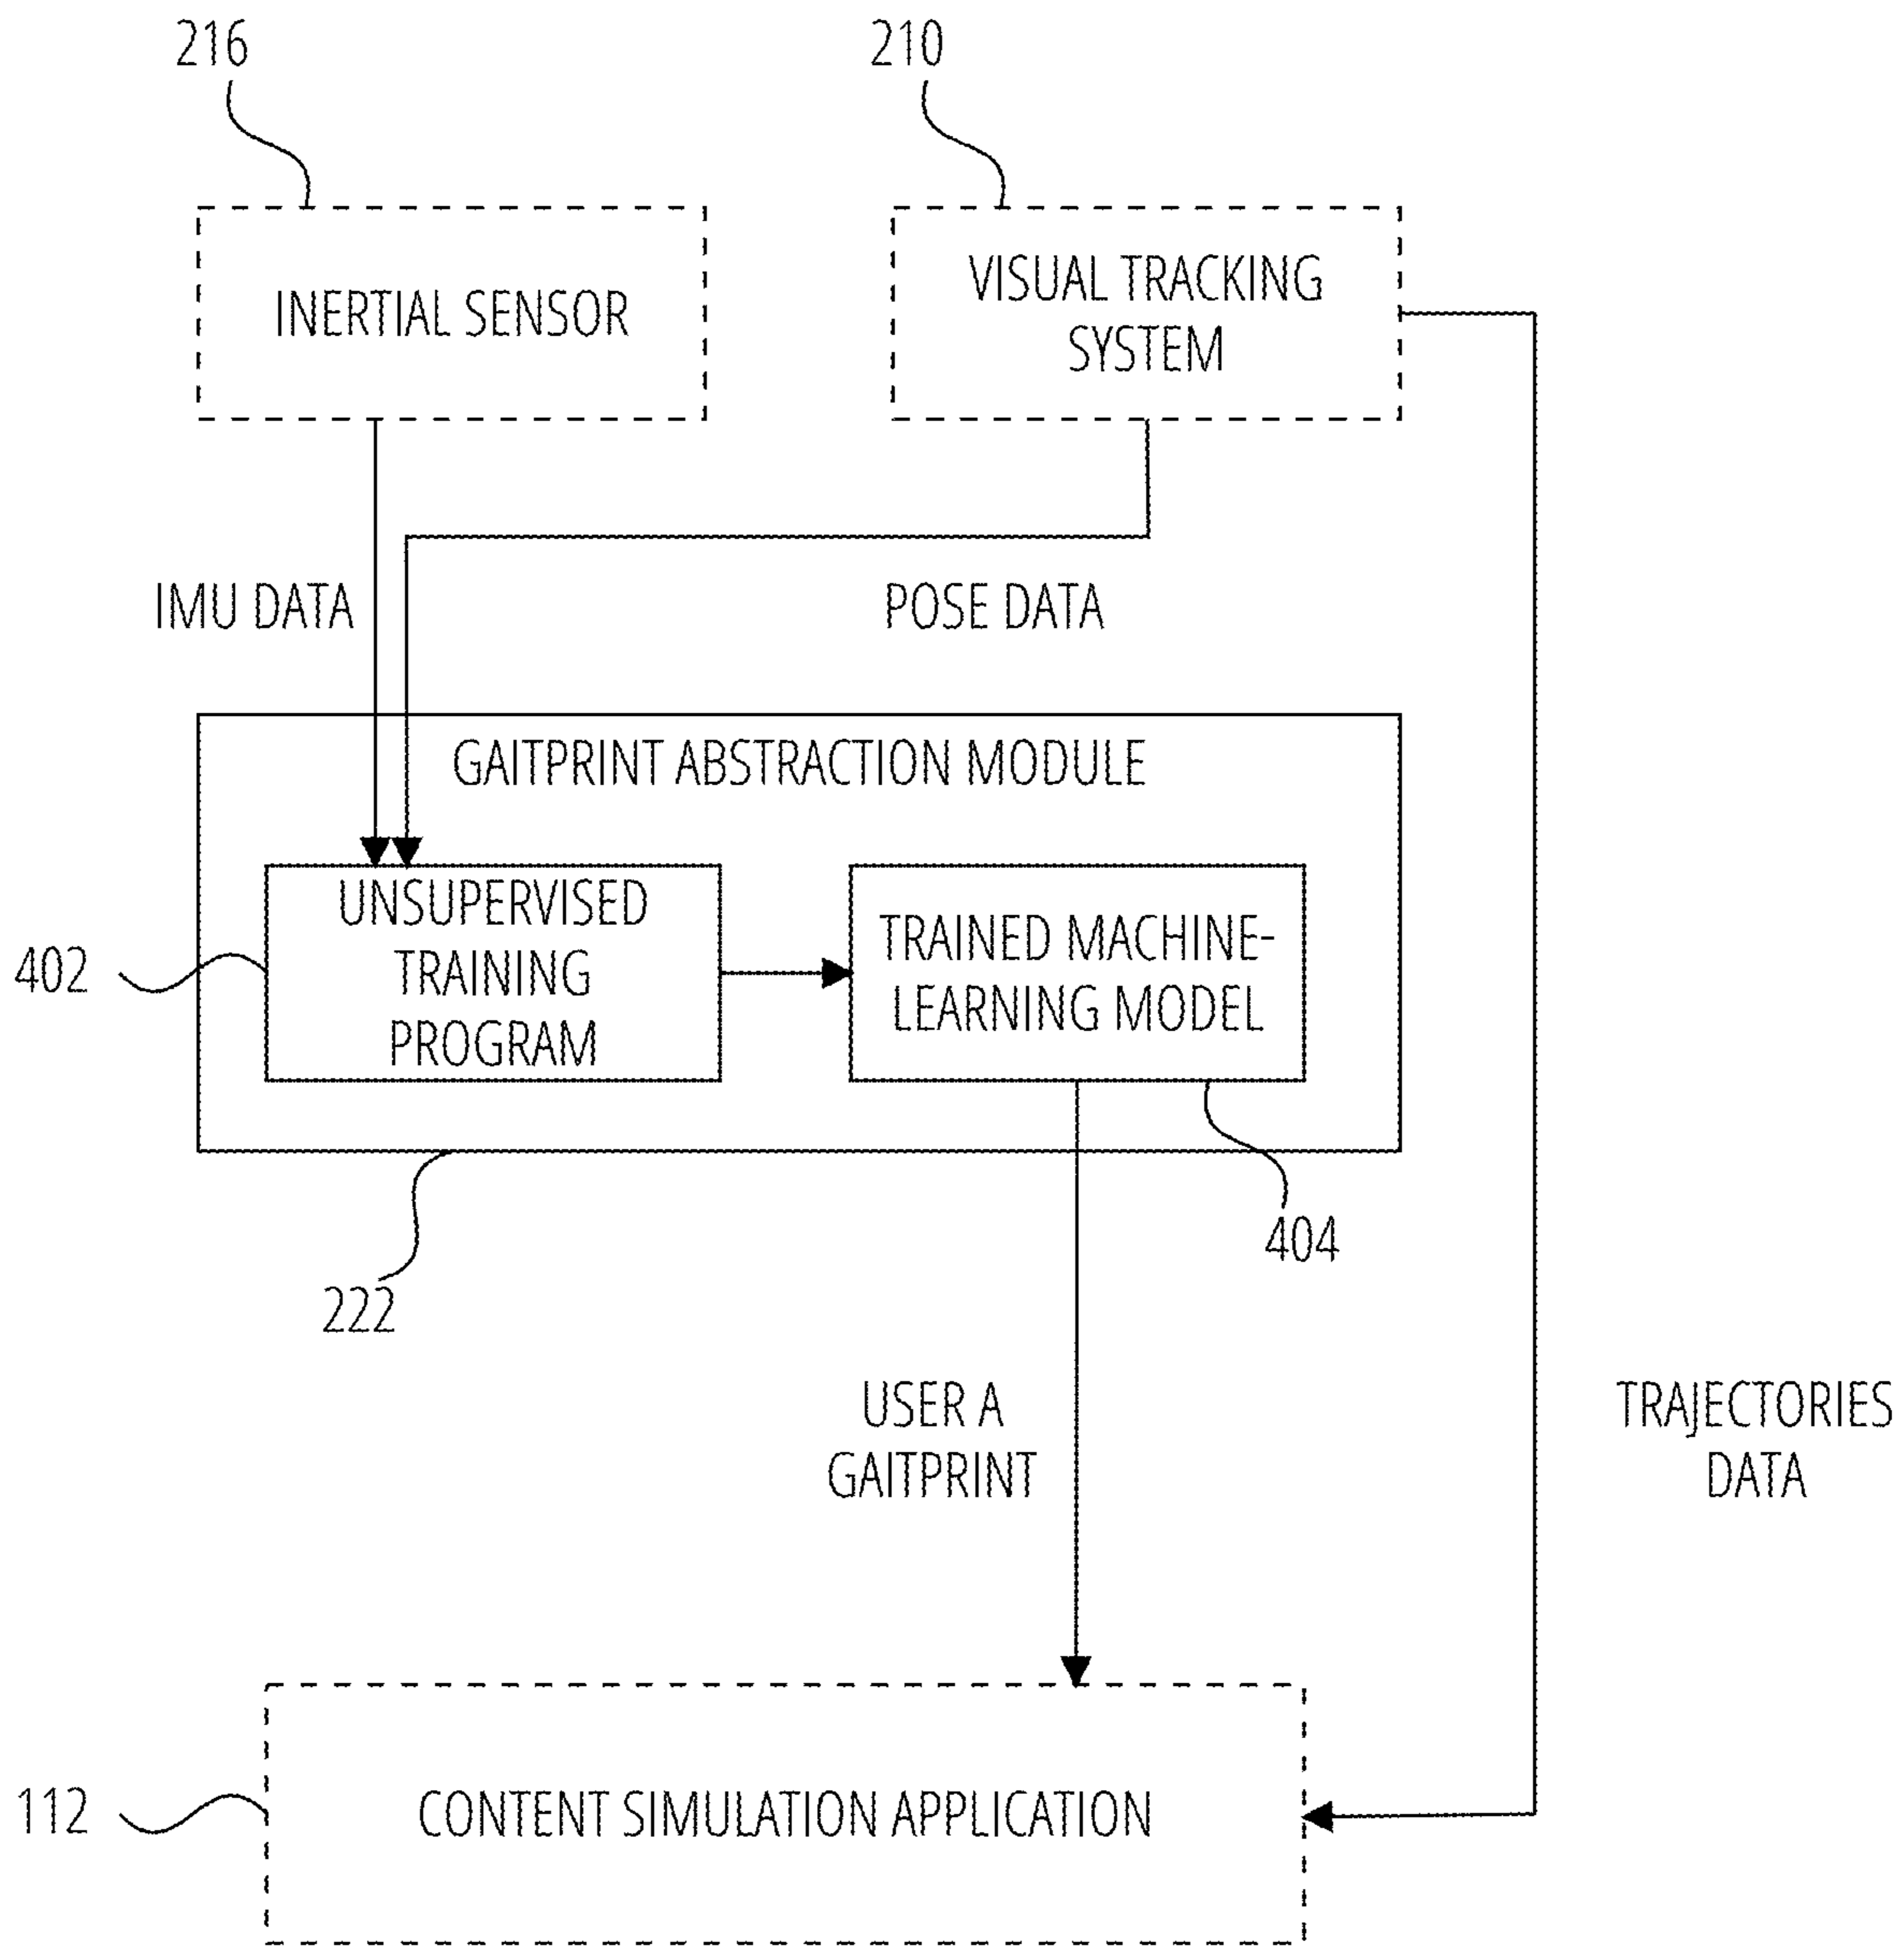 216
210
INERTIAL SENSOR
VISUAL TRACKING
SYSTEM
IMU DATA
POSE DATA
GAITPRINT ABSTRACTION MODULE
UNSUPERVISED
TRAINING
PROGRAM
TRAINED MACHINE-
LEARNING MODEL
402
404
222
USER A
GAITPRINT
TRAJECTORIES
DATA
112
CONTENT SIMULATION APPLICATION